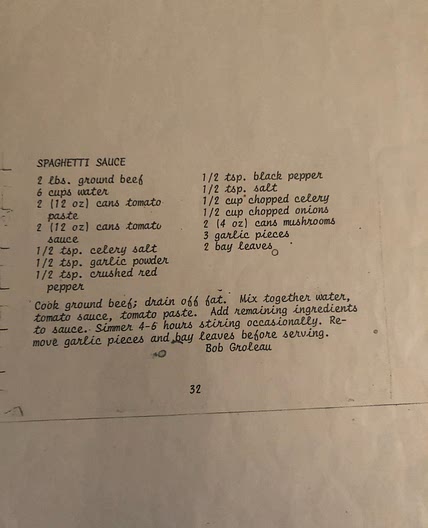 SPAGHETTI SAUCE
2 lbs. ground beef
6 cups water
2 (12 oz) cans tomato
paste
2 (12 oz) cans tomato
sauce
1/2 tsp. celery salt
1/2 tsp. garlic powder
1/2 tsp. crushed red
pepper
1/2 tsp. black pepper
1/2 tsp. salt
1/2 cup chopped celery
1/2 cup chopped onions
2 (4 oz) cans mushrooms
3 garlic pieces
2 bay leaves
Cook ground beef; drain off fat. Mix together water,
tomato sauce, tomato paste. Add remaining ingredients
to sauce. Simmer 4-6 hours stiring occasionally. Re-
move garlic pieces and bay leaves before serving.
Bob Groleau
32